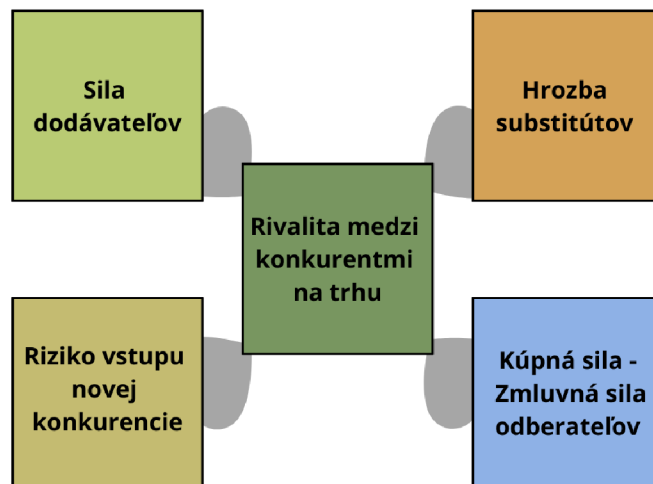 Sila
dodávateľov
Hrozba
substitútov
Rivalita medzi
konkurentmi
na trhu
Riziko vstupu
novej
konkurencie
Kúpná sila -
Zmluvná sila
odberateľov